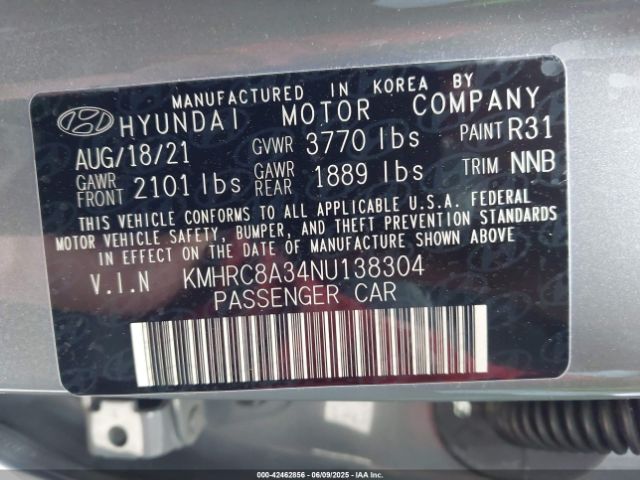 MANUFACTURED IN KOREA BY
HYUNDAI MOTOR COMPANY
AUG/18/21 GVWR 3770 lbs PAINT R31
GAWR FRONT 2101 lbs GAWR REAR 1889 lbs TRIM NNB
THIS VEHICLE CONFORMS TO ALL APPLICABLE U.S.A. FEDERAL
MOTOR VEHICLE SAFETY, BUMPER, AND THEFT PREVENTION STANDARDS
IN EFFECT ON THE DATE OF MANUFACTURE SHOWN ABOVE
V.I.N KMHRC8A34NU138304
PASSENGER CAR
000-42462856 - 06/09/2025 - IAAI Inc.